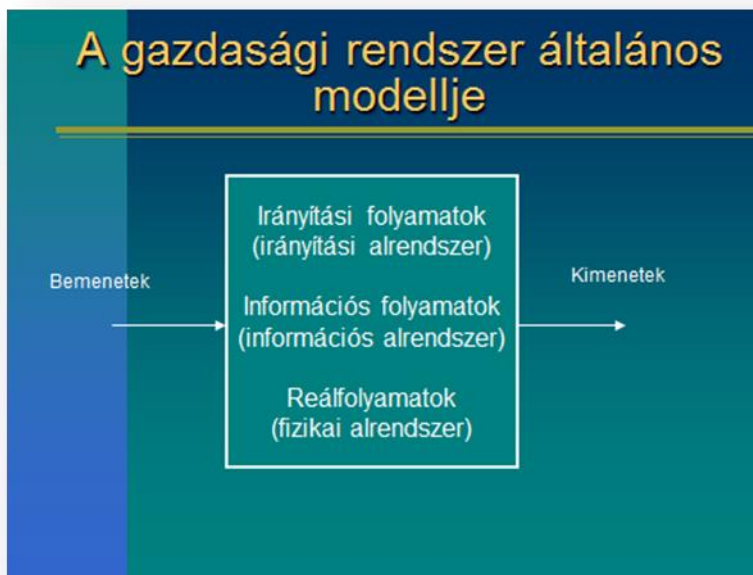 A gazdasági rendszer általános
modellje
Bemenetek
Irányítási folyamatok
(irányítási alrendszer)
Információs folyamatok
(információs alrendszer)
Reálfolyamatok
(fizikai alrendszer)
Kimenetek